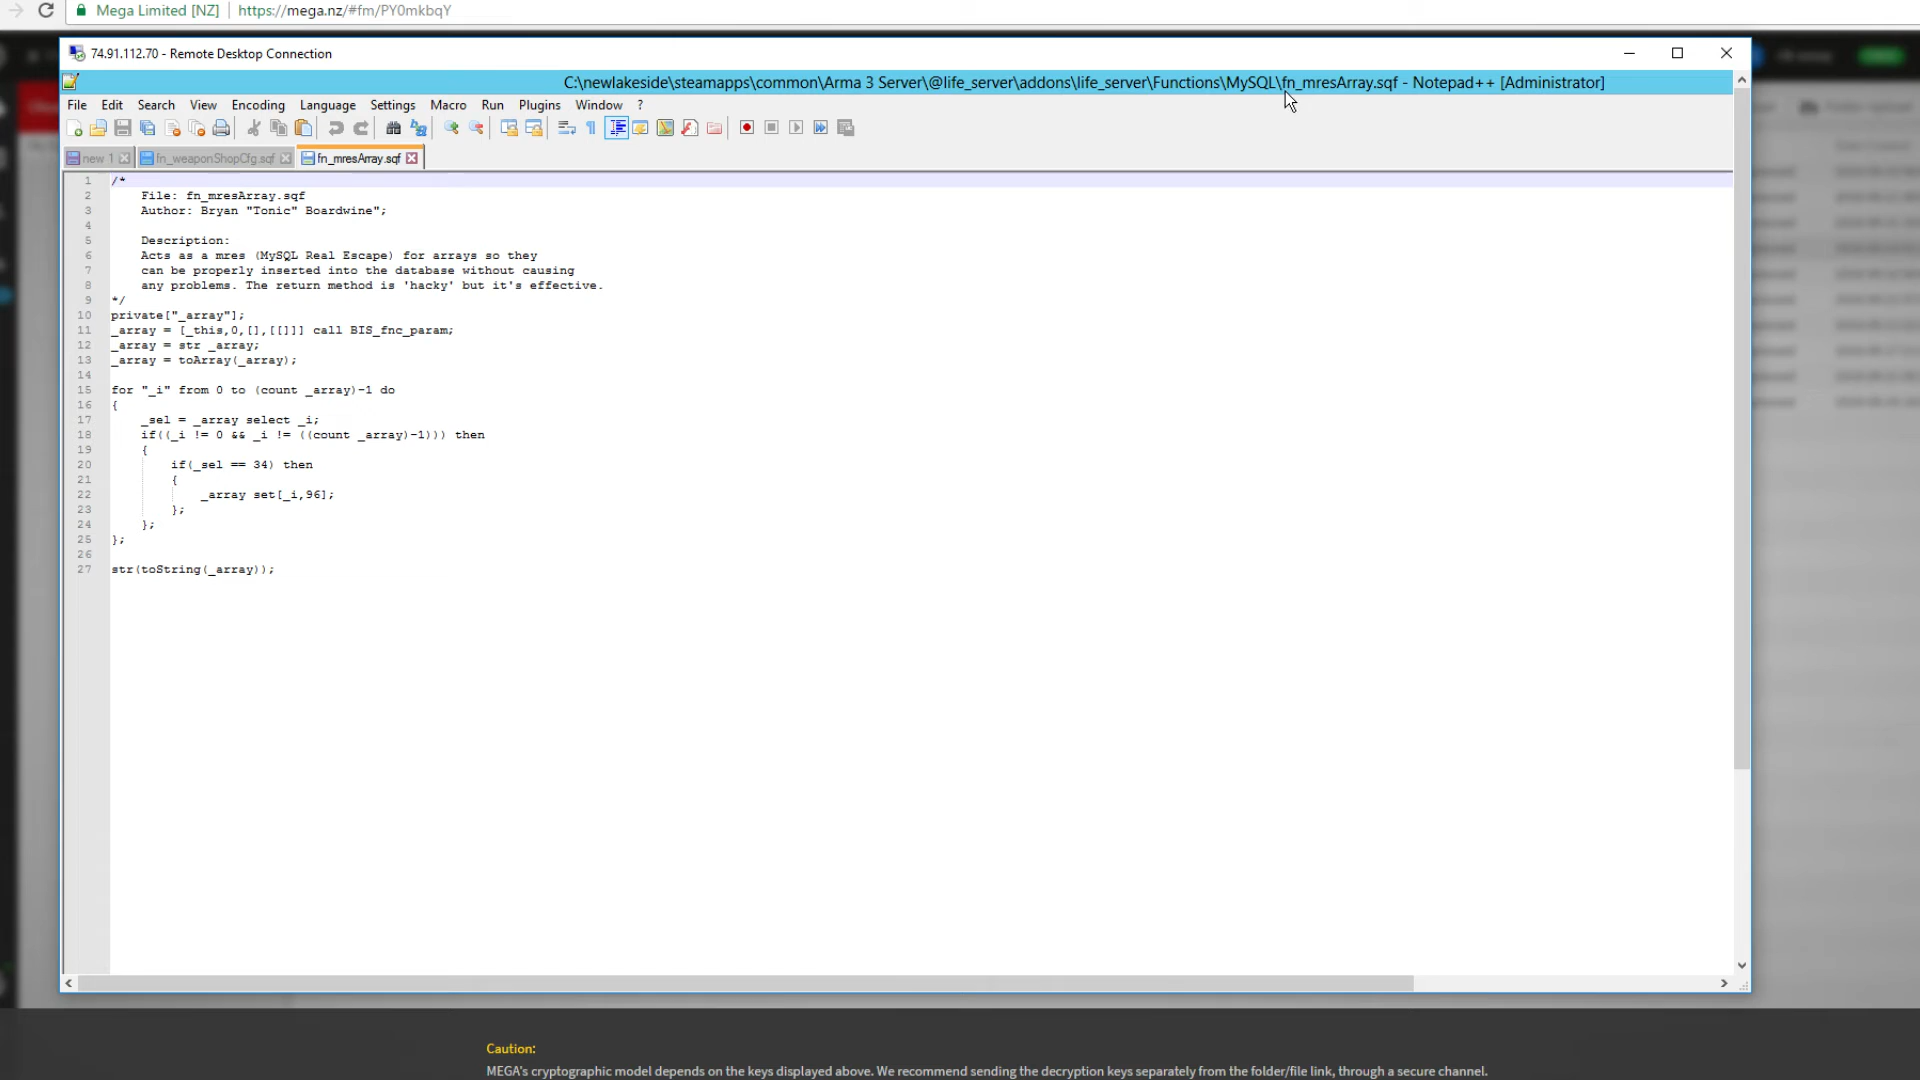 Mega Limited [NZ] https://mega.nz/#fm/PY0mkbqY
74.91.112.70 - Remote Desktop Connection
C:\newlakeside\steamapps\common\Arma 3 Server\@life_server\addons\life_server\Functions\MySQL\fn_mresArray.sqf - Notepad++ [Administrator]
File Edit Search View Encoding Language Settings Macro Run Plugins Window ?
new 1 fn_weaponShopCfg.sqf fn_mresArray.sqf
1 /*
2 File: fn_mresArray.sqf
3 Author: Bryan "Tonic" Boardwine";
4
5 Description:
6 Acts as a mres (MySQL Real Escape) for arrays so they
7 can be properly inserted into the database without causing
8 any problems. The return method is 'hacky' but it's effective.
9 */
10 private["_array"];
11 _array = [_this,0,[],[[]]] call BIS_fnc_param;
12 _array = str _array;
13 _array = toArray(_array);
14
15 for "_i" from 0 to (count _array)-1 do
16 {
17 _sel = _array select _i;
18 if((_i != 0 && _i != ((count _array)-1))) then
19 {
20 if(_sel == 34) then
21 {
22 _array set[_i,96];
23 };
24 };
25 };
26
27 str(toString(_array));
Caution:
MEGA's cryptographic model depends on the keys displayed above. We recommend sending the decryption keys separately from the folder/file link, through a secure channel.